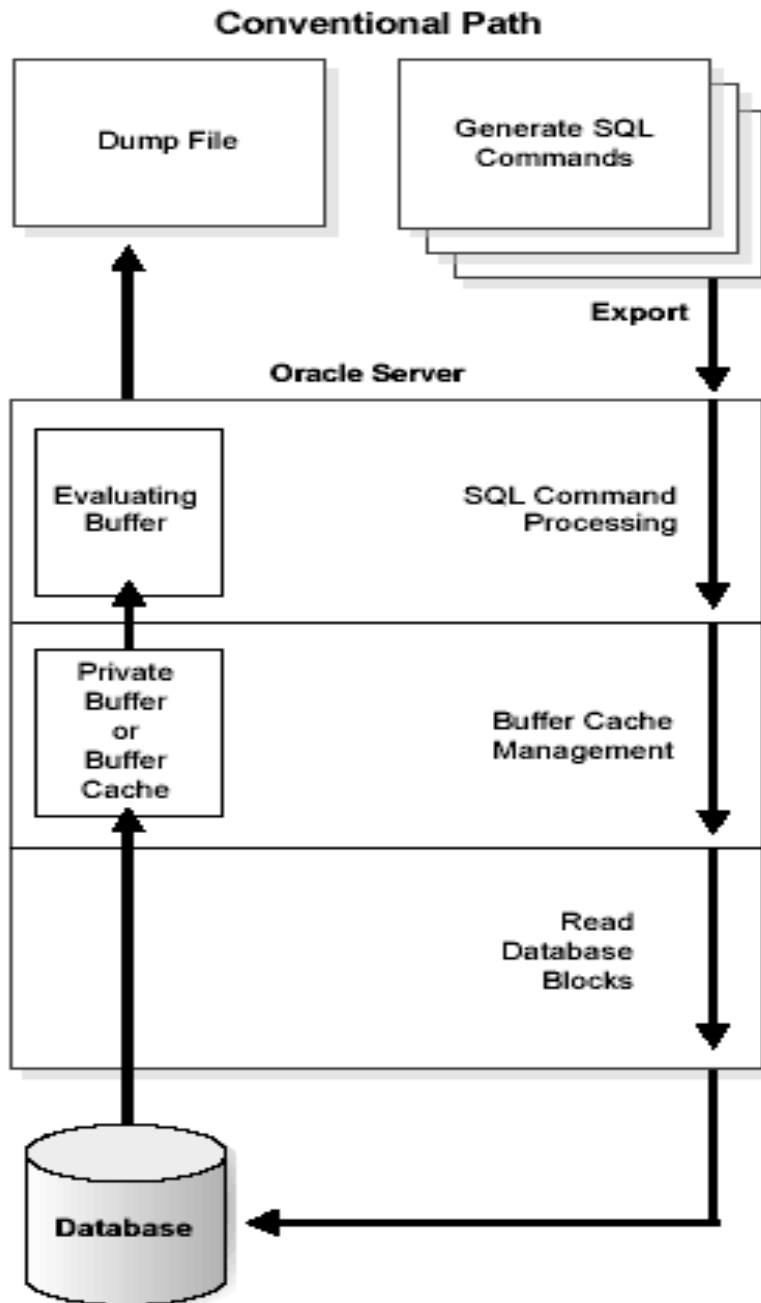 Conventional Path
Dump File
Generate SQL
Commands
Export
Oracle Server
Evaluating
Buffer
SQL Command
Processing
Private
Buffer
or
Buffer
Cache
Buffer Cache
Management
Read
Database
Blocks
Database